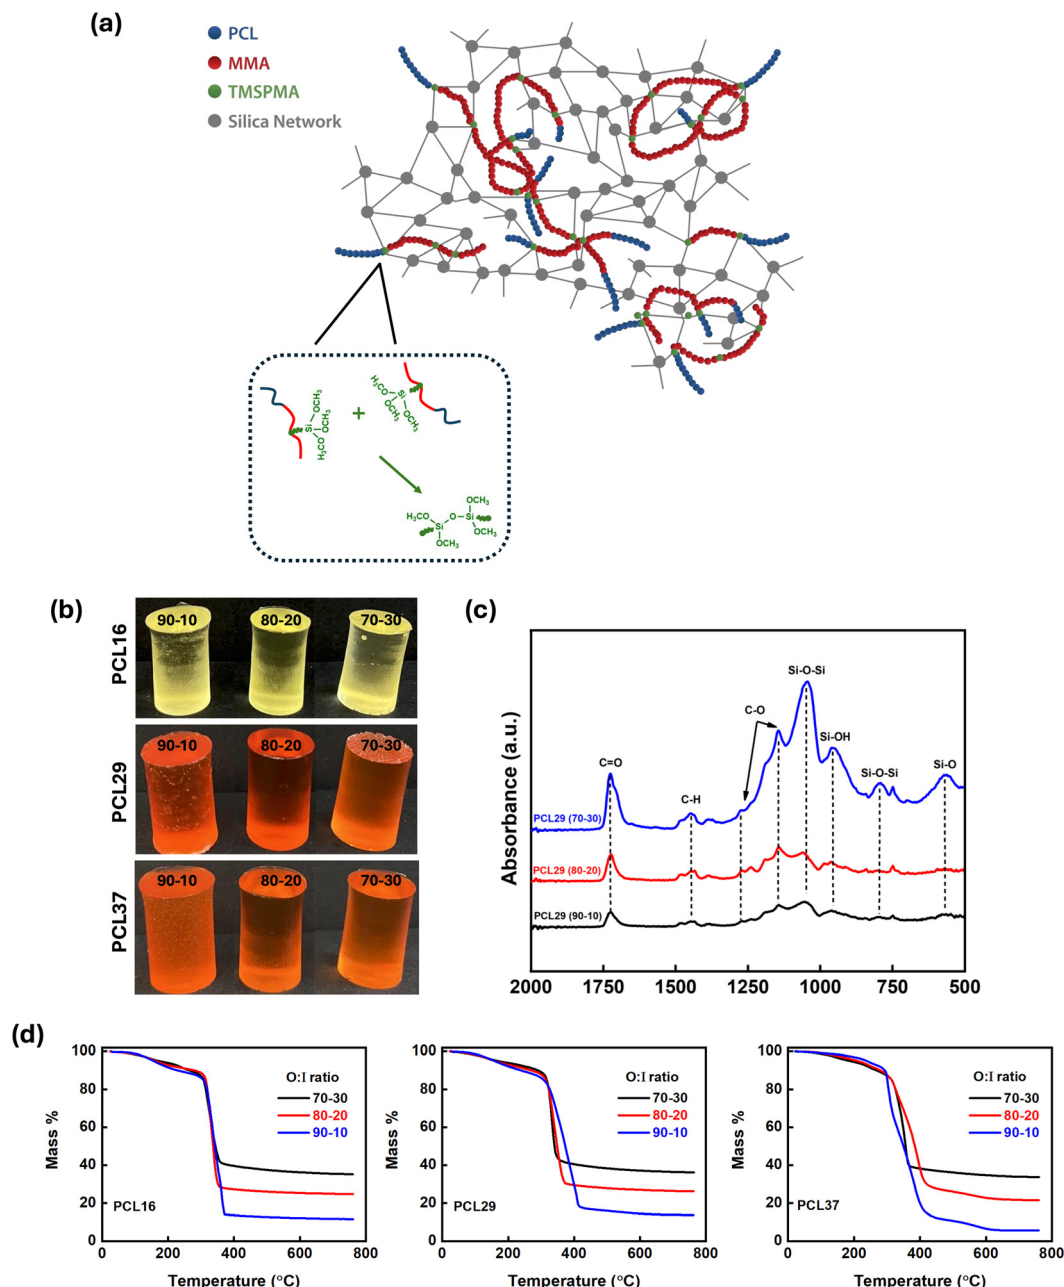 (a)
PCL
MMA
TMSPMA
Silica Network
H₃CO
OCH₃
OCH₃
Si
+
H₃CO
OCH₃
Si
OCH₃
OCH₃
H₃CO
O
Si
Si
OCH₃
OCH₃
(b)
PCL16
90-10 80-20 70-30
PCL29
90-10 80-20 70-30
PCL37
90-10 80-20 70-30
(c)
Absorbance (a.u.)
Si-O-Si
C-O
C=O
Si-OH
Si-O-Si
Si-O
C-H
PCL29 (70-30)
PCL29 (80-20)
PCL29 (90-10)
2000 1750 1500 1250 1000 750 500
(d)
Mass %
100
80
60
40
20
0
O:I ratio
70-30
80-20
90-10
PCL16
0 200 400 600 800
Temperature (°C)
Mass %
100
80
60
40
20
0
O:I ratio
70-30
80-20
90-10
PCL29
0 200 400 600 800
Temperature (°C)
Mass %
100
80
60
40
20
0
O:I ratio
70-30
80-20
90-10
PCL37
0 200 400 600 800
Temperature (°C)